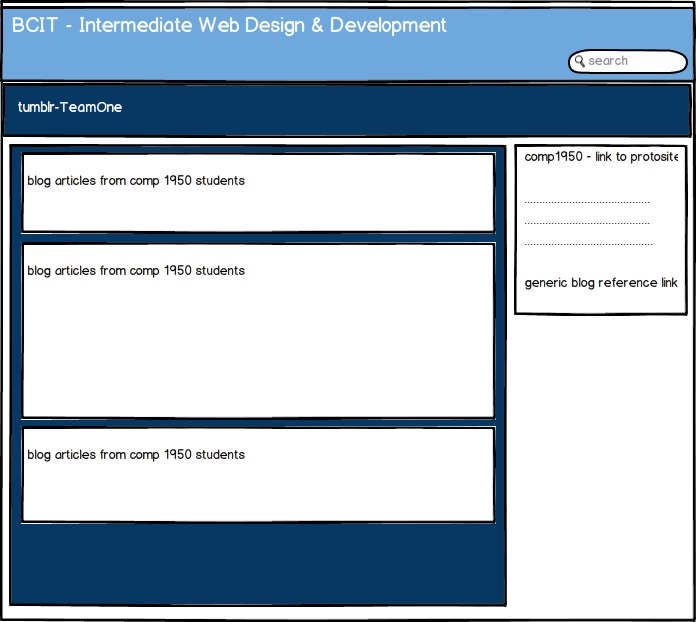 BCIT - Intermediate Web Design & Development
search
tumblr-TeamOne
blog articles from comp 1950 students
comp1950 - link to protosite
blog articles from comp 1950 students
generic blog reference link
blog articles from comp 1950 students